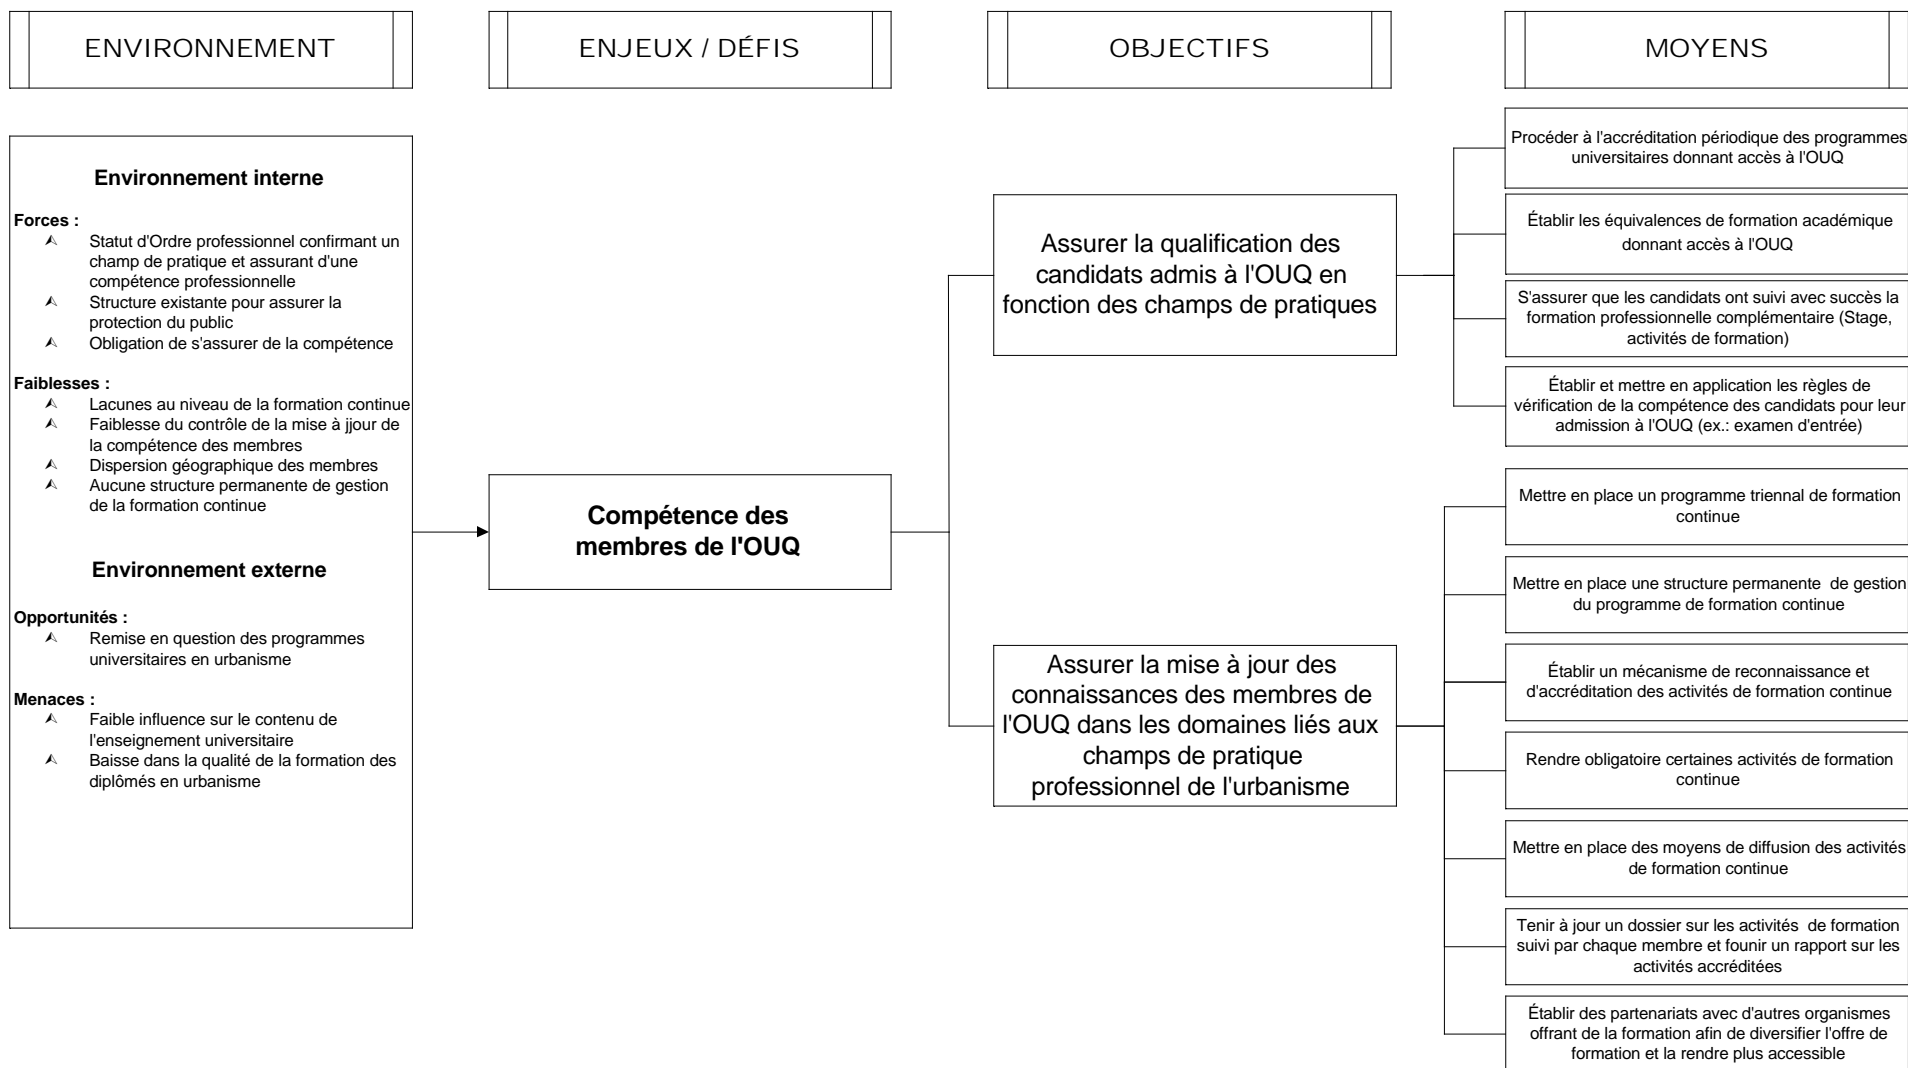 ENVIRONNEMENT
ENJEUX / DÉFIS
OBJECTIFS
MOYENS
Environnement interne
Forces :
Statut d'Ordre professionnel confirmant un
champ de pratique et assurant d'une
compétence professionnelle
Structure existante pour assurer la
protection du public
Obligation de s'assurer de la compétence
Faiblesses :
Lacunes au niveau de la formation continue
Faiblesse du contrôle de la mise à jjour de
la compétence des membres
Dispersion géographique des membres
Aucune structure permanente de gestion
de la formation continue
Environnement externe
Opportunités :
Remise en question des programmes
universitaires en urbanisme
Menaces :
Faible influence sur le contenu de
l'enseignement universitaire
Baisse dans la qualité de la formation des
diplômés en urbanisme
Compétence des
membres de l'OUQ
Assurer la qualification des
candidats admis à l'OUQ en
fonction des champs de pratiques
Assurer la mise à jour des
connaissances des membres de
l'OUQ dans les domaines liés aux
champs de pratique
professionnel de l'urbanisme
Procéder à l'accréditation périodique des programmes
universitaires donnant accès à l'OUQ
Établir les équivalences de formation académique
donnant accès à l'OUQ
S'assurer que les candidats ont suivi avec succès la
formation professionnelle complémentaire (Stage,
activités de formation)
Établir et mettre en application les règles de
vérification de la compétence des candidats pour leur
admission à l'OUQ (ex.: examen d'entrée)
Mettre en place un programme triennal de formation
continue
Mettre en place une structure permanente de gestion
du programme de formation continue
Établir un mécanisme de reconnaissance et
d'accréditation des activités de formation continue
Rendre obligatoire certaines activités de formation
continue
Mettre en place des moyens de diffusion des activités
de formation continue
Tenir à jour un dossier sur les activités de formation
suivi par chaque membre et founir un rapport sur les
activités accréditées
Établir des partenariats avec d'autres organismes
offrant de la formation afin de diversifier l'offre de
formation et la rendre plus accessible